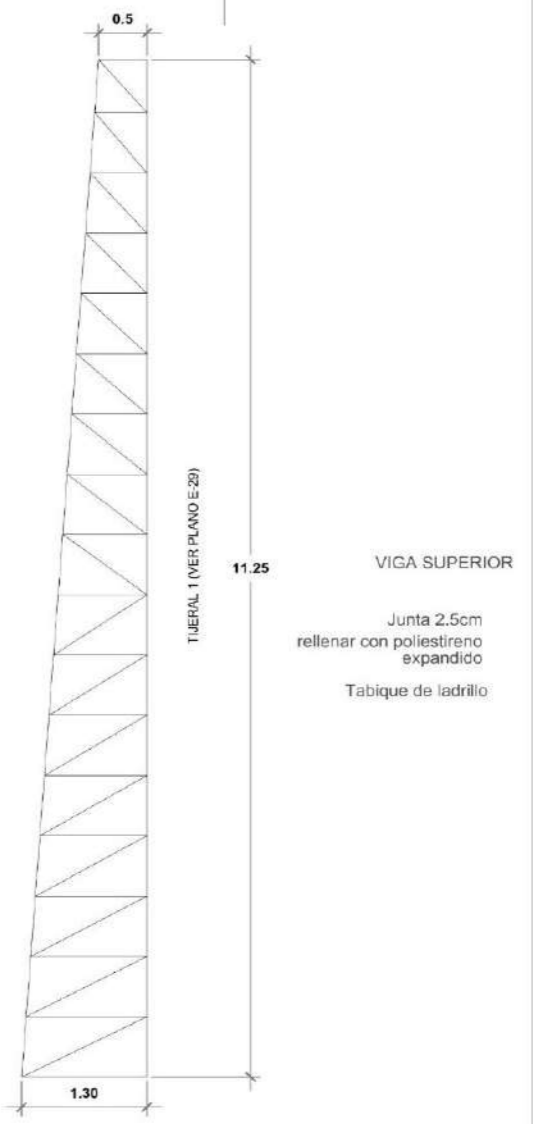 0.5
TIJERAL 1 (VER PLANO E-29)
11.25
VIGA SUPERIOR
Junta 2.5cm
rellenar con poliestireno
expandido
Tabique de ladrillo
1.30